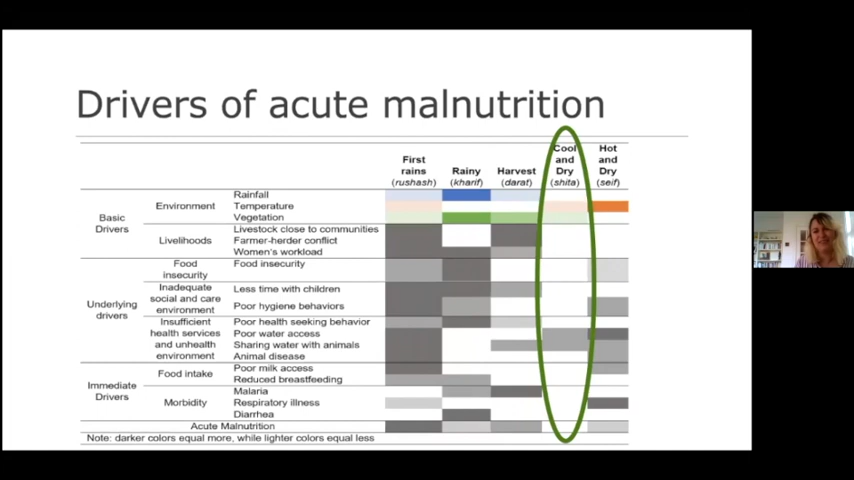 Drivers of acute malnutrition
First rains (rushash) Rainy (kharif) Harvest (darat) Cool and Dry (shita) Hot and Dry (seif)
Basic Drivers
Environment
Rainfall
Temperature
Vegetation
Livelihoods
Livestock close to communities
Farmer-herder conflict
Women's workload
Underlying drivers
Food insecurity
Food insecurity
Inadequate social and care environment
Less time with children
Poor hygiene behaviors
Insufficient health services and unhealth environment
Poor health seeking behavior
Poor water access
Sharing water with animals
Animal disease
Immediate Drivers
Food intake
Poor milk access
Reduced breastfeeding
Morbidity
Malaria
Respiratory illness
Diarrhea
Acute Malnutrition
Note: darker colors equal more, while lighter colors equal less